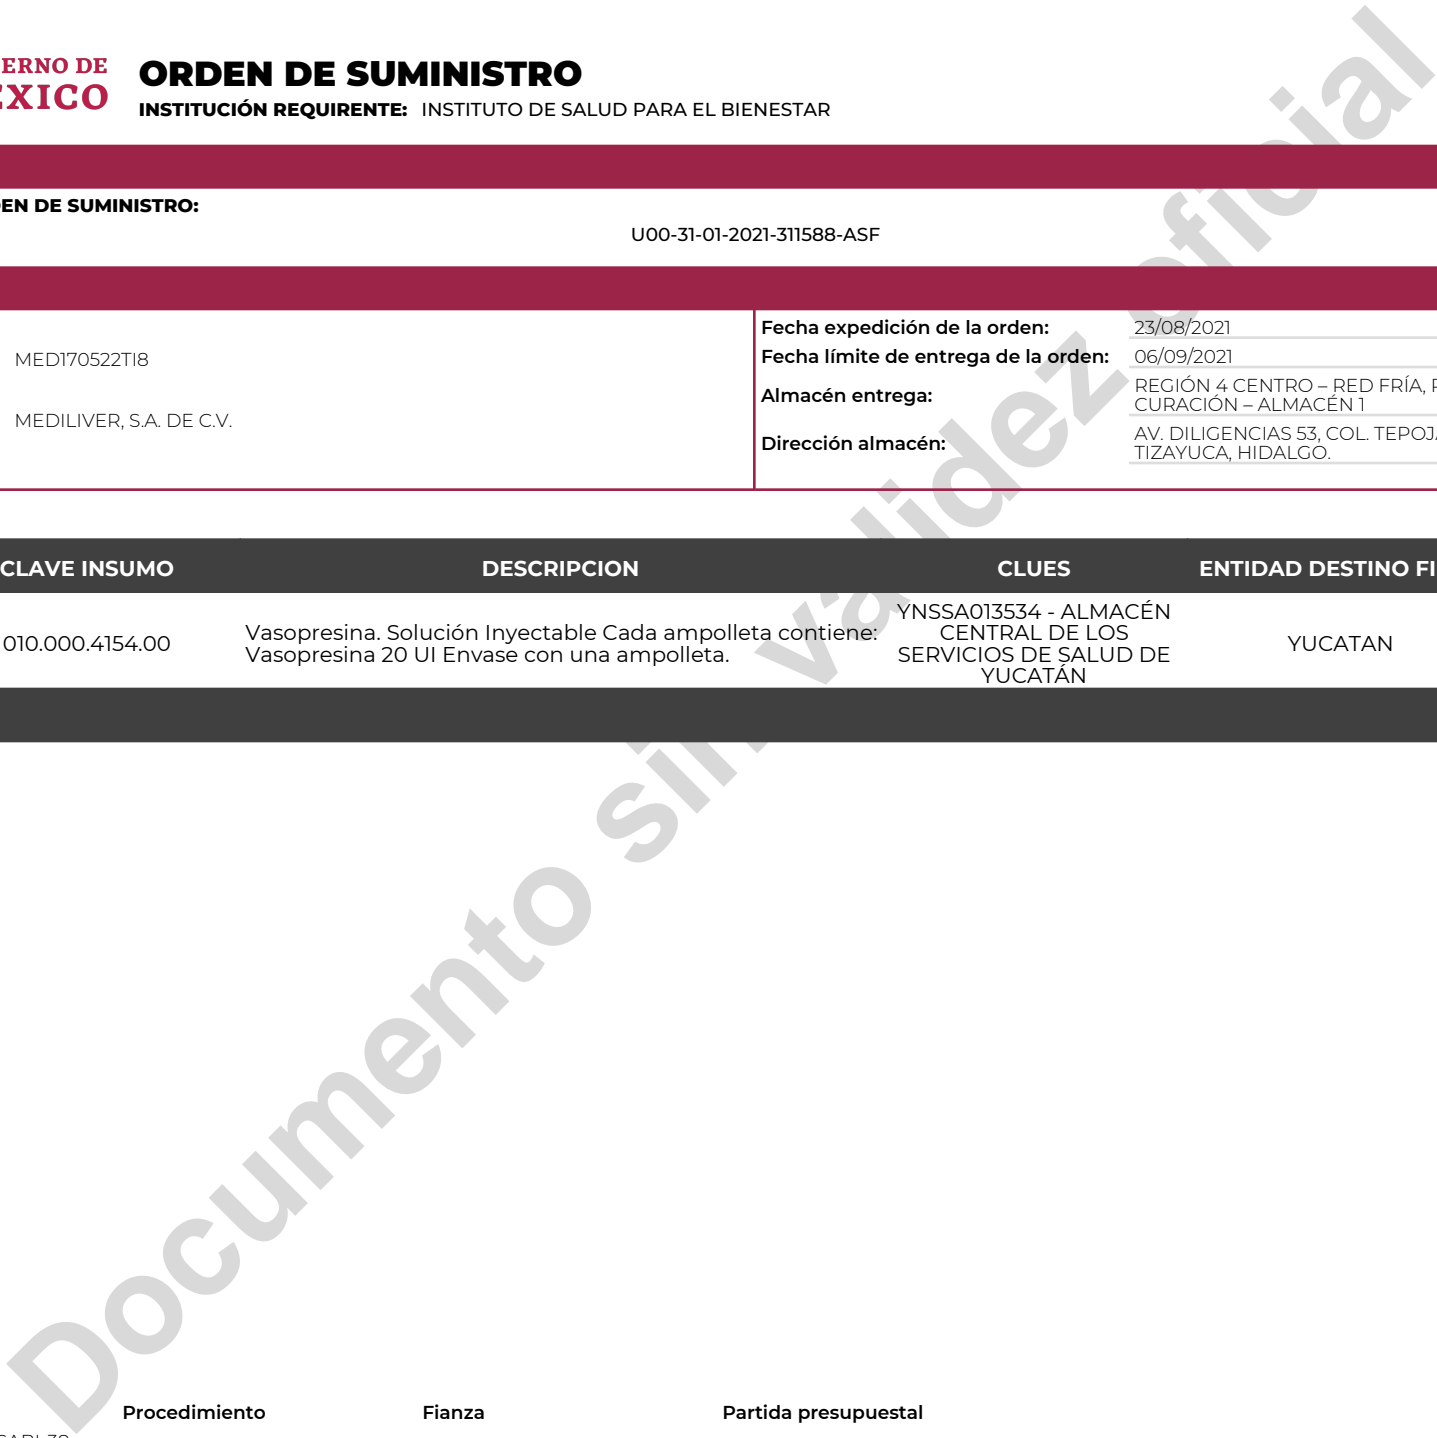 ERNO DE
EXICO
ORDEN DE SUMINISTRO
INSTITUCIÓN REQUIRENTE: INSTITUTO DE SALUD PARA EL BIENESTAR
EN DE SUMINISTRO:
U00-31-01-2021-311588-ASF
MED170522TI8
MEDILIVER, S.A. DE C.V.
Fecha expedición de la orden: 23/08/2021
Fecha límite de entrega de la orden: 06/09/2021
Almacén entrega:
REGIÓN 4 CENTRO – RED FRÍA,
CURACIÓN – ALMACÉN 1
Dirección almacén:
AV. DILIGENCIAS 53, COL. TEPOJA
TIZAYUCA, HIDALGO.
CLAVE INSUMO DESCRIPCION CLUES ENTIDAD DESTINO FI
010.000.4154.00
Vasopresina. Solución Inyectable Cada ampolleta contiene:
Vasopresina 20 UI Envase con una ampolleta.
YNSSA013534 - ALMACÉN
CENTRAL DE LOS
SERVICIOS DE SALUD DE
YUCATÁN
YUCATAN
Documento sin validez oficial
Procedimiento Fianza Partida presupuestal